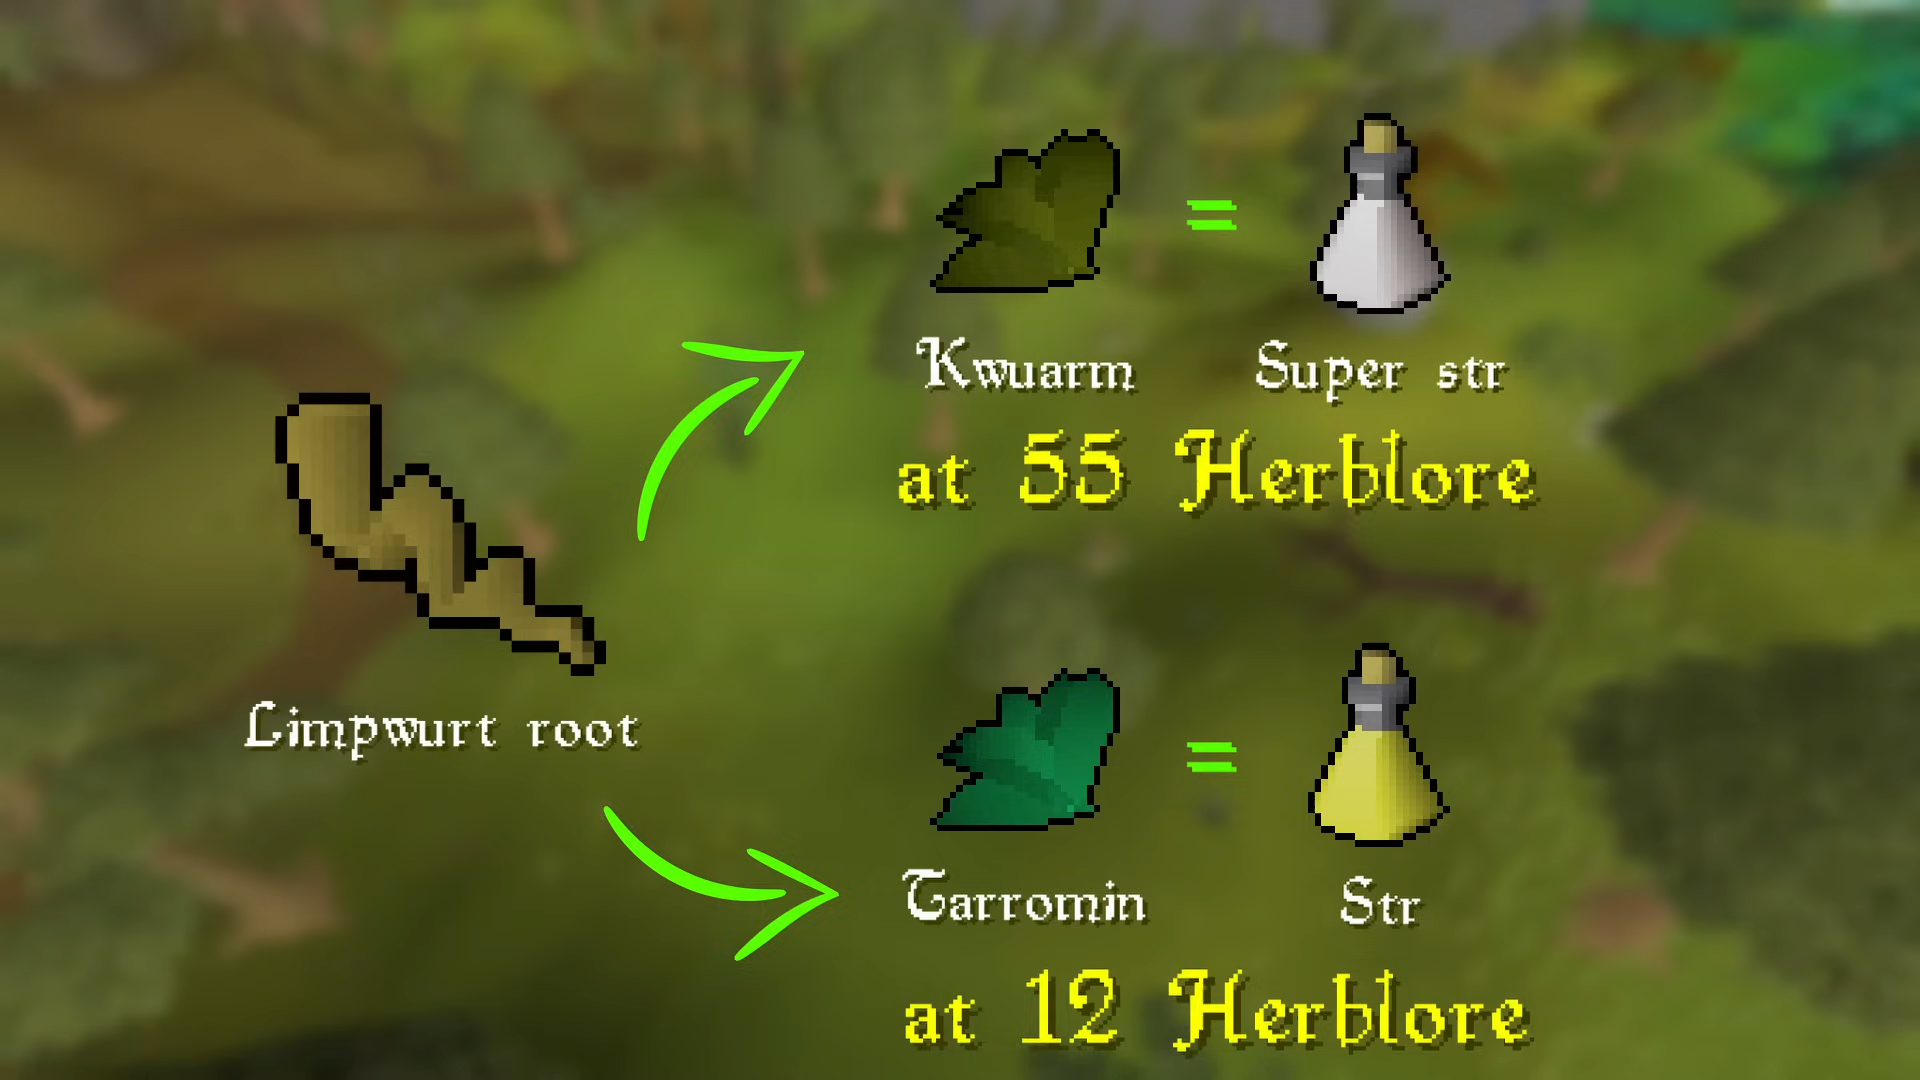 Limpwurt root
Kwuarm = Super str
at 55 Herblore
Tarromin = Str
at 12 Herblore